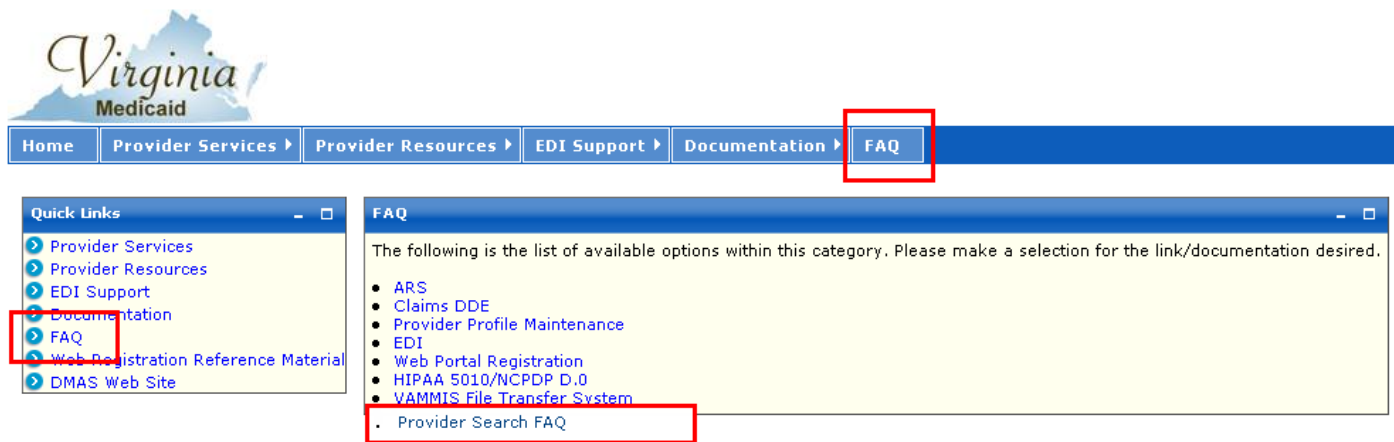 Virginia
Medicaid
Home Provider Services Provider Resources EDI Support Documentation FAQ
Quick Links
Provider Services
Provider Resources
EDI Support
Documentation
FAQ
Web Registration Reference Material
DMAS Web Site
FAQ
The following is the list of available options within this category. Please make a selection for the link/documentation desired.
ARS
Claims DDE
Provider Profile Maintenance
EDI
Web Portal Registration
HIPAA 5010/NCPDP D.0
VAMMIS File Transfer System
. Provider Search FAQ